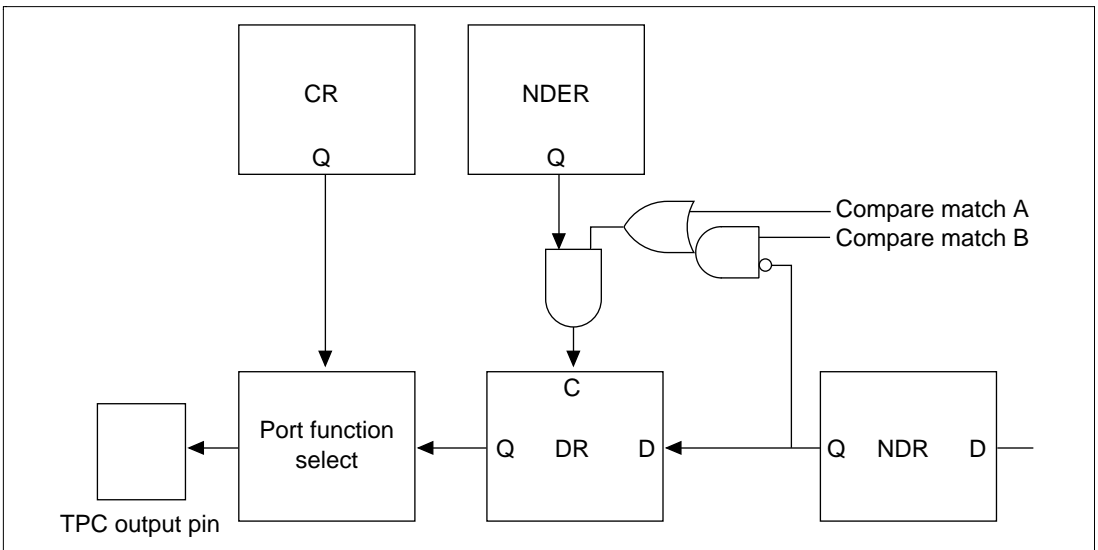 CR
NDER
Q
Q
Compare match A
Compare match B
C
Port function
select
Q
DR
D
Q
NDR
D
TPC output pin